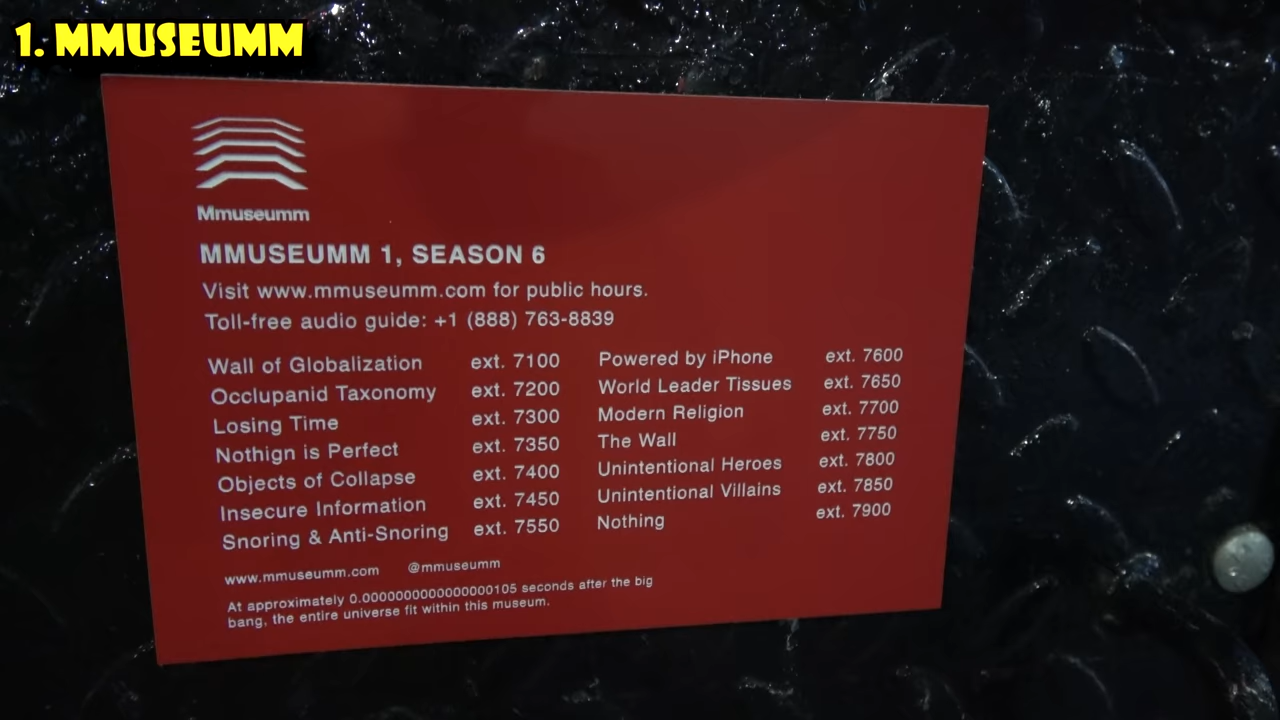 1. MMUSEUMM
Mmuseumm
MMUSEUMM 1, SEASON 6
Visit www.mmuseumm.com for public hours.
Toll-free audio guide: +1 (888) 763-8839
Wall of Globalization ext. 7100
Occlupanid Taxonomy ext. 7200
Losing Time ext. 7300
Nothign is Perfect ext. 7350
Objects of Collapse ext. 7400
Insecure Information ext. 7450
Snoring & Anti-Snoring ext. 7550
Powered by iPhone ext. 7600
World Leader Tissues ext. 7650
Modern Religion ext. 7700
The Wall ext. 7750
Unintentional Heroes ext. 7800
Unintentional Villains ext. 7850
Nothing ext. 7900
www.mmuseumm.com @mmuseumm
At approximately 0.0000000000000000105 seconds after the big
bang, the entire universe fit within this museum.